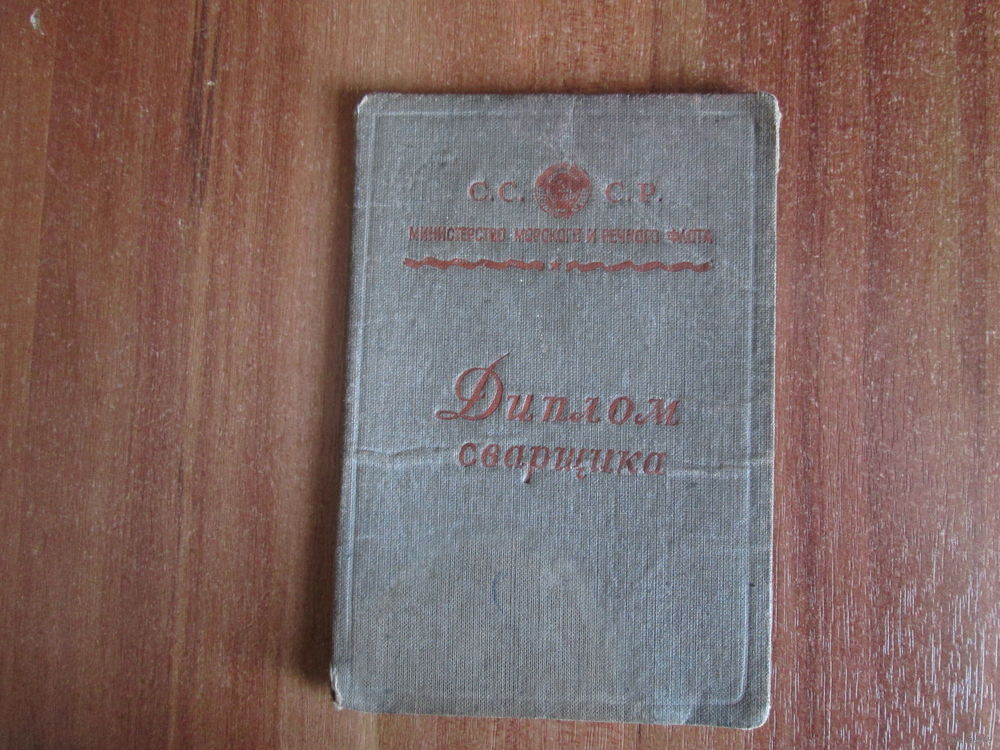 С.С. С.Р.
МИНИСТЕРСТВО МОРСКОГО И РЕЧНОГО ФЛОТА
Диплом
сварщика